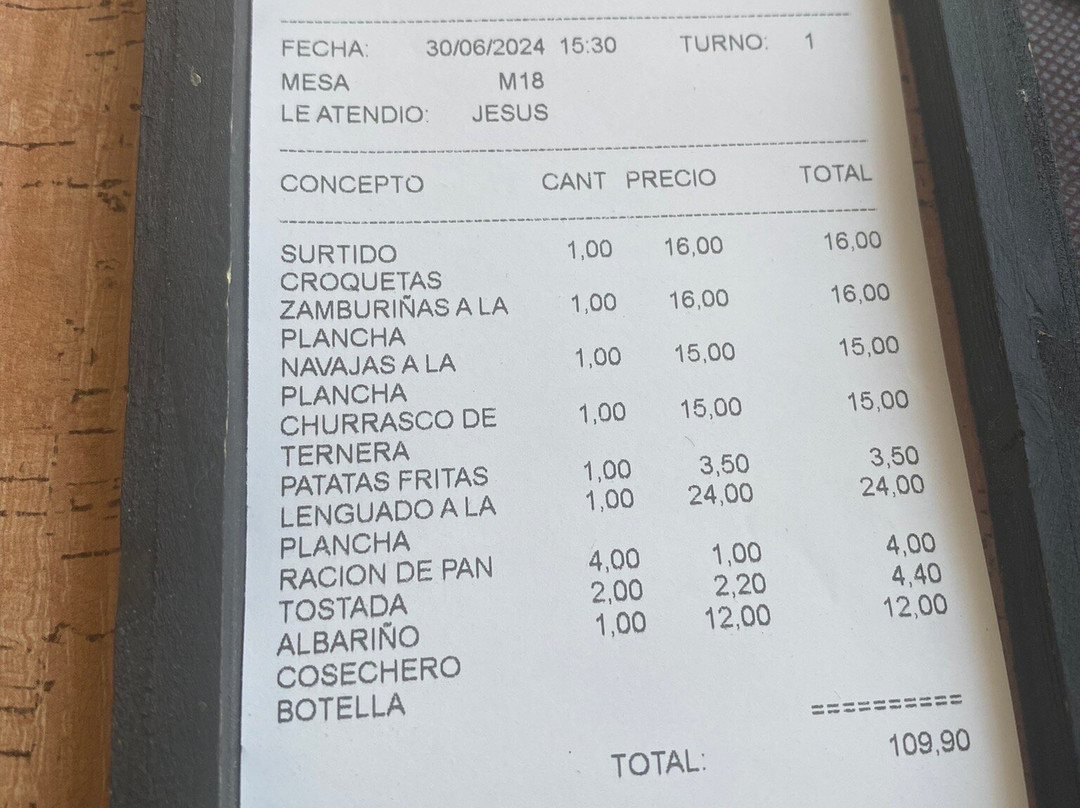 FECHA: 30/06/2024 15:30 TURNO: 1
MESA M18
LE ATENDIO: JESUS
CONCEPTO CANT PRECIO TOTAL
SURTIDO 1,00 16,00 16,00
CROQUETAS
ZAMBURIÑAS A LA 1,00 16,00 16,00
PLANCHA
NAVAJAS A LA 1,00 15,00 15,00
PLANCHA
CHURRASCO DE 1,00 15,00 15,00
TERNERA
PATATAS FRITAS 1,00 3,50 3,50
LENGUADO A LA 1,00 24,00 24,00
PLANCHA
RACION DE PAN 4,00 1,00 4,00
TOSTADA 2,00 2,20 4,40
ALBARIÑO 1,00 12,00 12,00
COSECHERO
BOTELLA
==========
TOTAL: 109,90